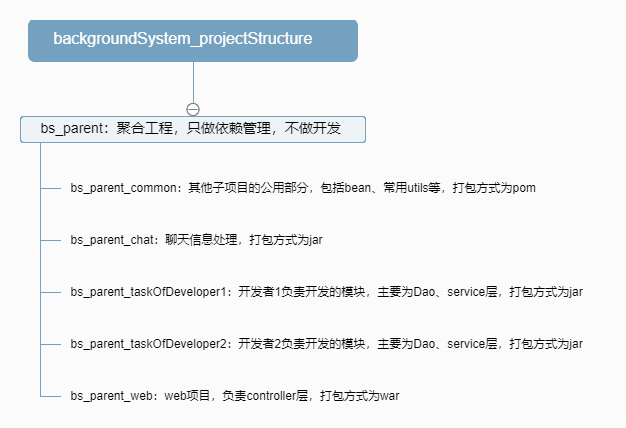 backgroundSystem_projectStructure
bs_parent：聚合工程，只做依赖管理，不做开发
bs_parent_common：其他子项目的公用部分，包括bean、常用utils等，打包方式为pom
bs_parent_chat：聊天信息处理，打包方式为jar
bs_parent_taskOfDeveloper1：开发者1负责开发的模块，主要为Dao、service层，打包方式为jar
bs_parent_taskOfDeveloper2：开发者2负责开发的模块，主要为Dao、service层，打包方式为jar
bs_parent_web：web项目，负责controller层，打包方式为war